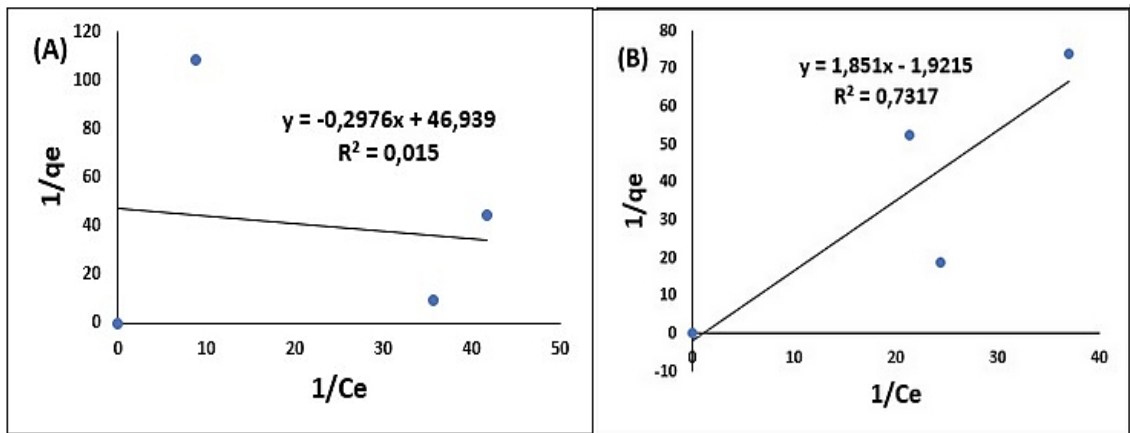 (A)
120
100
80
60
40
20
0
1/qe
y = -0,2976x + 46,939
R² = 0,015
0 10 20 30 40 50
1/Ce
(B)
80
70
60
50
40
30
20
10
0
-10
1/qe
y = 1,851x - 1,9215
R² = 0,7317
0 10 20 30 40
1/Ce